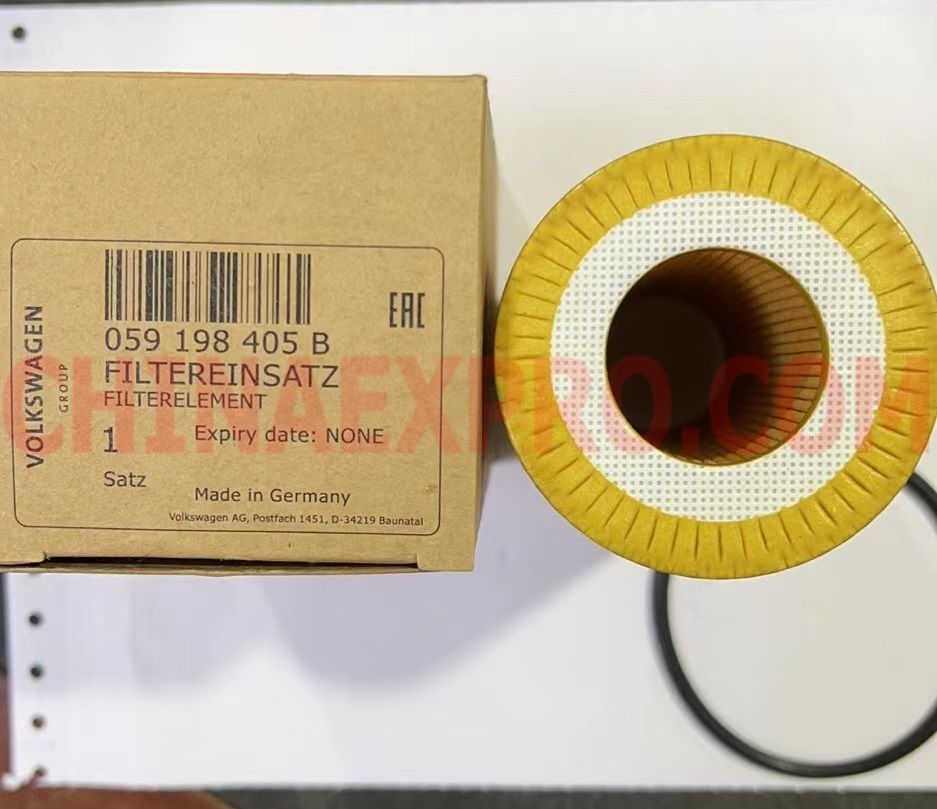 VOLKSWAGEN
GROUP
EAC
059 198 405 B
FILTEREINSATZ
FILTERELEMENT
1
Expiry date: NONE
Satz
Made in Germany
Volkswagen AG, Postfach 1451, D-34219 Baunatal
CHINAEXPRO.COM